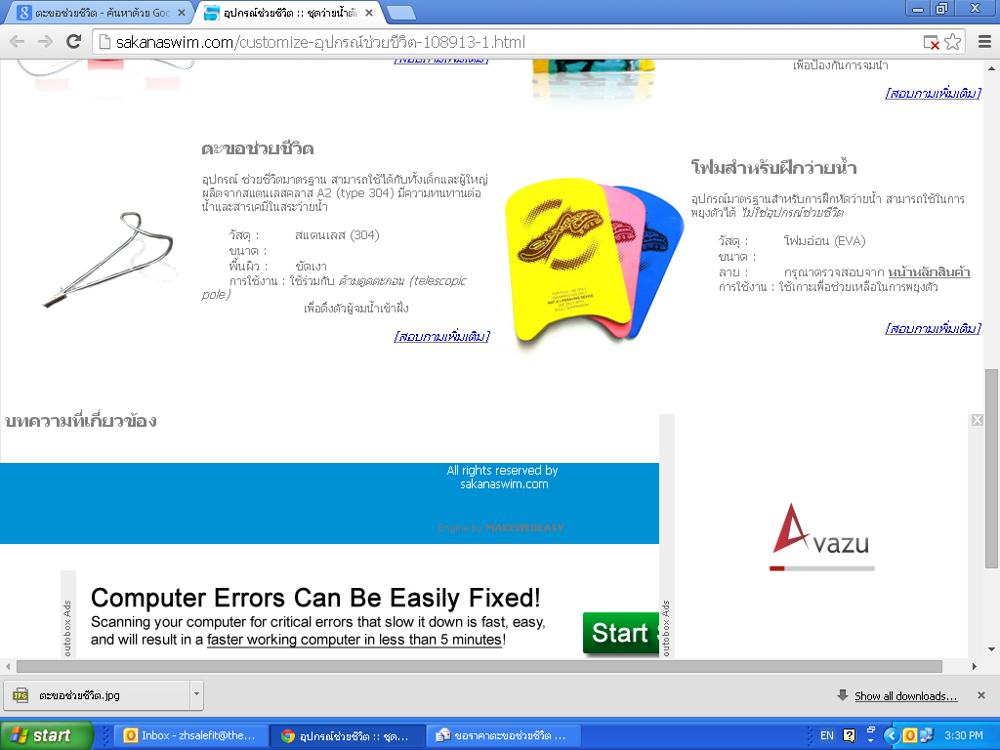 ตะขอช่วยชีวิต - ค้นหาด้วย Goo
อุปกรณ์ช่วยชีวิต :: ชุดว่ายน้ำต้
sakanaswim.com/customize-อุปกรณ์ช่วยชีวิต-108913-1.html
[สอบถามเพิ่มเติม]
เพื่อป้องกันการจมน้ำ
[สอบถามเพิ่มเติม]
ตะขอช่วยชีวิต
อุปกรณ์ ช่วยชีวิตมาตรฐาน สามารถใช้ได้กับทั้งเด็กและผู้ใหญ่
ผลิตจากสแตนเลสคลาส A2 (type 304) มีความทนทานต่อ
น้ำและสารเคมีในสระว่ายน้ำ
วัสดุ : สแตนเลส (304)
ขนาด :
พื้นผิว : ขัดเงา
การใช้งาน : ใช้ร่วมกับ ด้ามดูดตะกอน (telescopic
pole)
เพื่อดึงตัวผู้จมน้ำเข้าฝั่ง
[สอบถามเพิ่มเติม]
โฟมสำหรับฝึกว่ายน้ำ
อุปกรณ์มาตรฐานสำหรับการฝึกหัดว่ายน้ำ สามารถใช้ในการ
พยุงตัวได้ ไม่ใช่อุปกรณ์ช่วยชีวิต
วัสดุ : โฟมอ่อน (EVA)
ขนาด :
ลาย : กรุณาตรวจสอบจาก หน้าหลักสินค้า
การใช้งาน : ใช้เกาะเพื่อช่วยเหลือในการพยุงตัว
[สอบถามเพิ่มเติม]
บทความที่เกี่ยวข้อง
All rights reserved by
sakanaswim.com
Engine by MAKEWEBEASY
Avazu
Computer Errors Can Be Easily Fixed!
Scanning your computer for critical errors that slow it down is fast, easy,
and will result in a faster working computer in less than 5 minutes!
Start
outobox Ads
outobox Ads
ตะขอช่วยชีวิต.jpg
Show all downloads...
start
Inbox - zhsalefit@the...
อุปกรณ์ช่วยชีวิต :: ชุด...
ขอราคาตะขอช่วยชีวิต ...
EN
3:30 PM